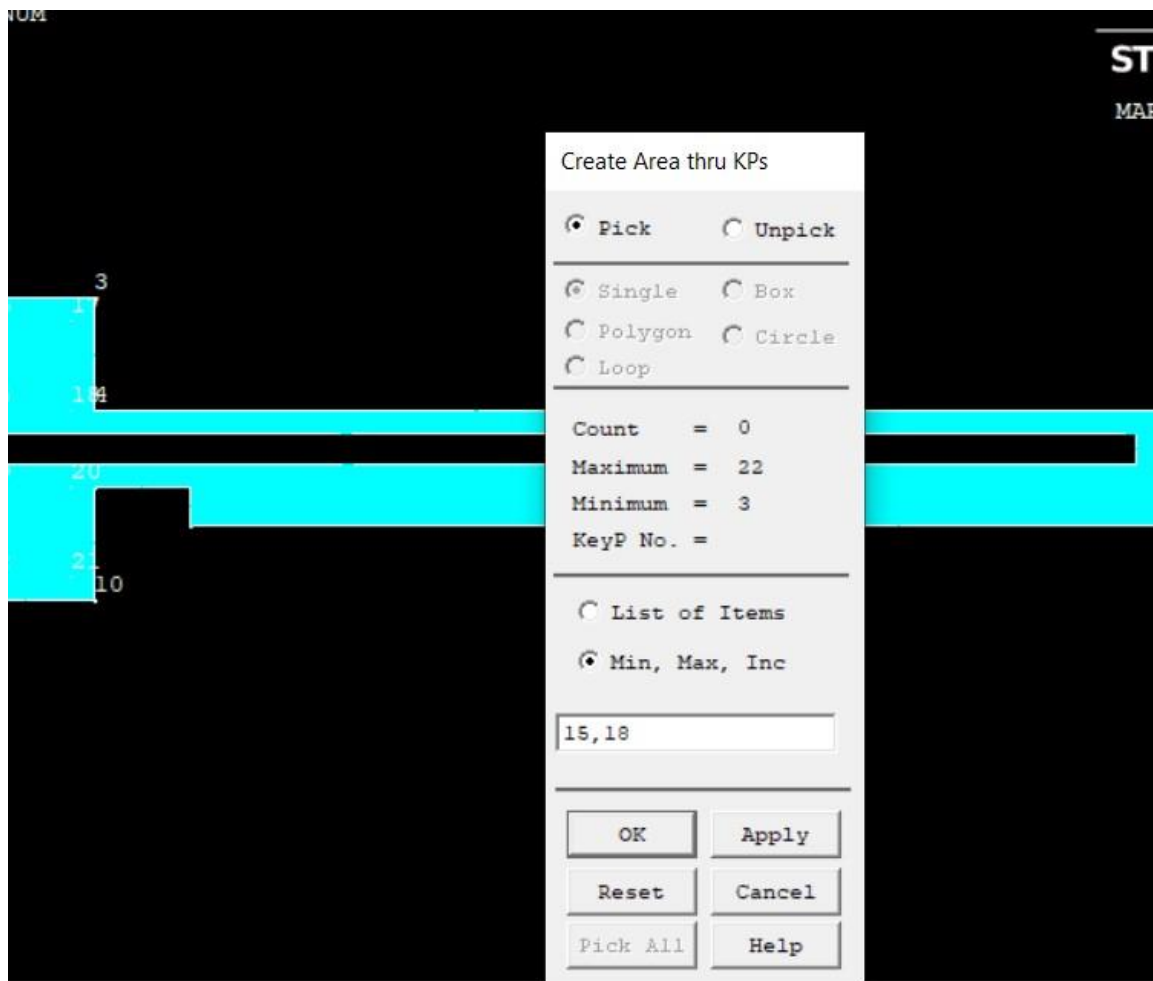 NUM
ST
MAP
Create Area thru KPs
Pick Unpick
Single Box
Polygon Circle
Loop
Count = 0
Maximum = 22
Minimum = 3
KeyP No. =
List of Items
Min, Max, Inc
15,18
OK Apply
Reset Cancel
Pick All Help
3
17
18 4
20
21
10